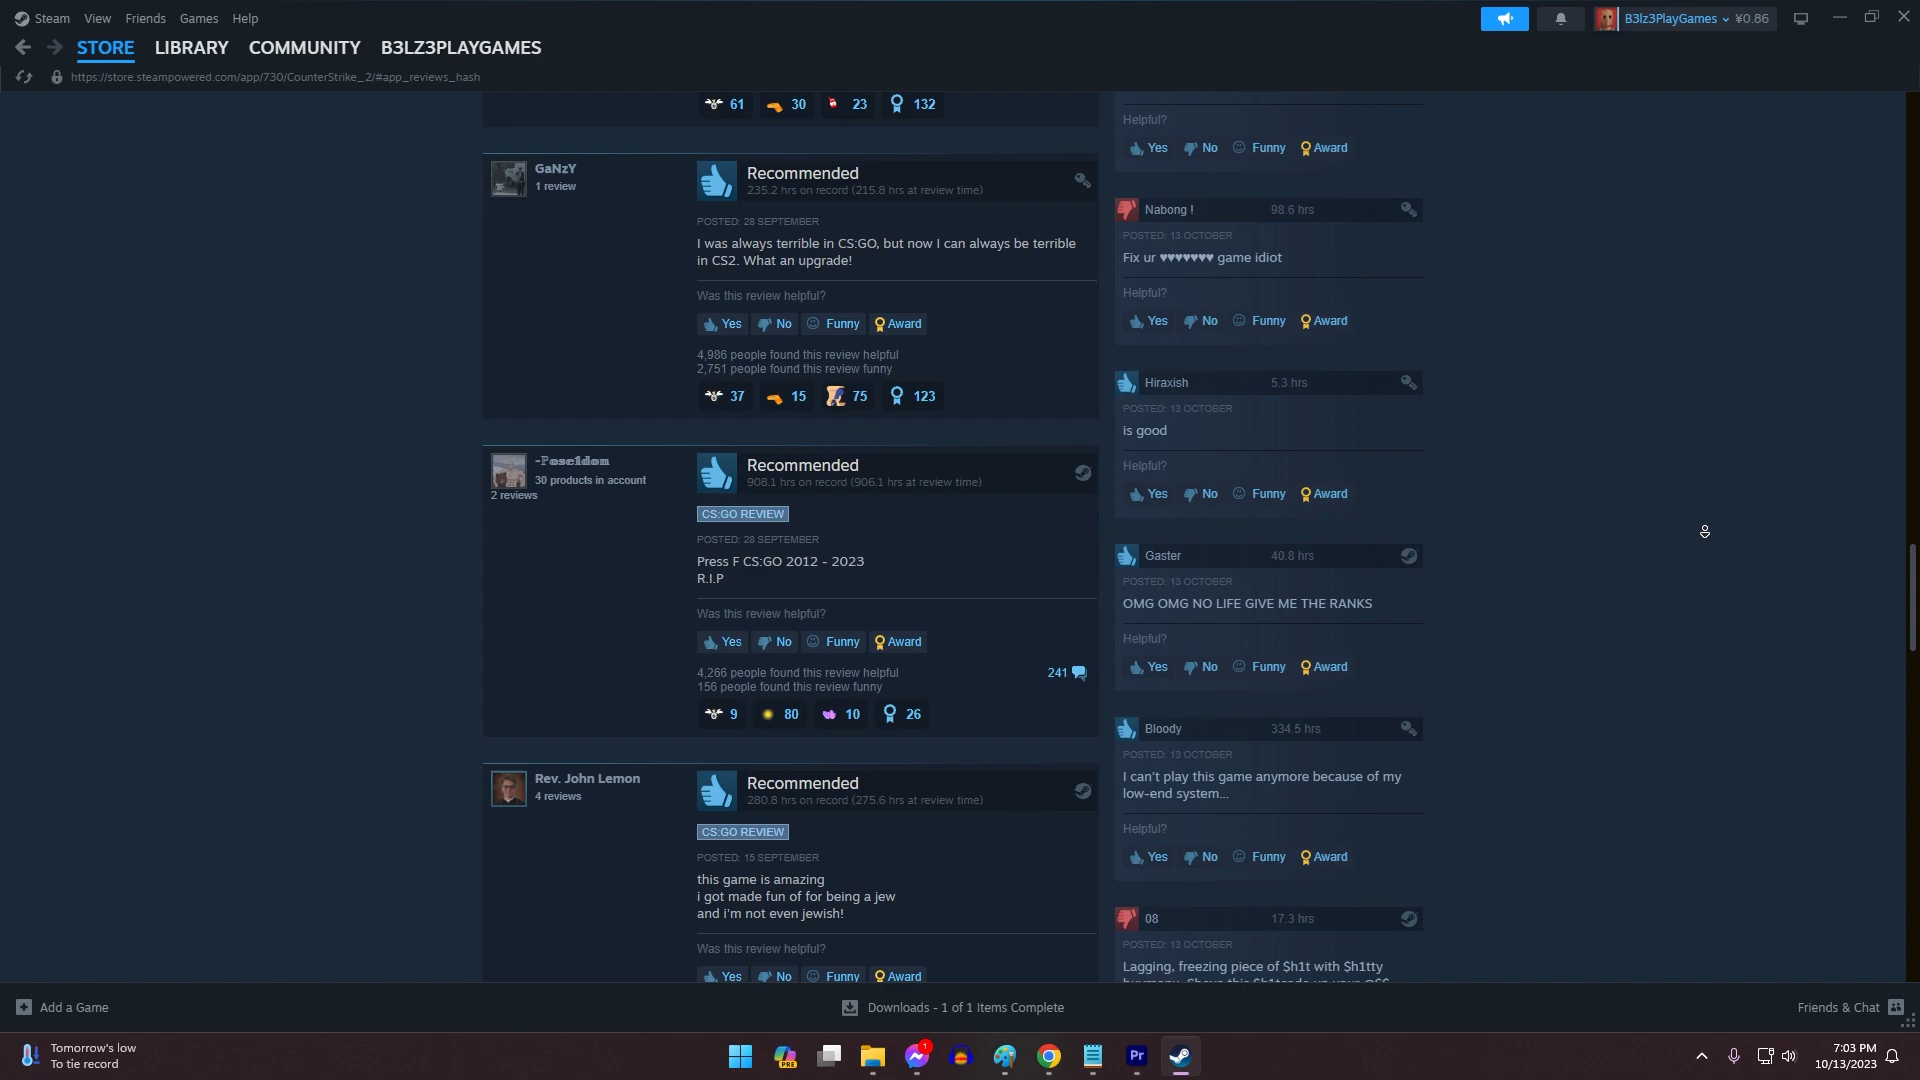 Steam View Friends Games Help
B3lz3PlayGames ¥0.86
STORE LIBRARY COMMUNITY B3LZ3PLAYGAMES
https://store.steampowered.com/app/730/CounterStrike_2/#app_reviews_hash
61 30 23 132
GaNzY
1 review
Recommended
235.2 hrs on record (215.8 hrs at review time)
POSTED: 28 SEPTEMBER
I was always terrible in CS:GO, but now I can always be terrible
in CS2. What an upgrade!
Was this review helpful?
Yes No Funny Award
4,986 people found this review helpful
2,751 people found this review funny
37 15 75 123
-ℙ𝕠𝕤𝕖𝟙𝕕𝕠𝕟
30 products in account
2 reviews
Recommended
908.1 hrs on record (906.1 hrs at review time)
CS:GO REVIEW
POSTED: 28 SEPTEMBER
Press F CS:GO 2012 - 2023
R.I.P
Was this review helpful?
Yes No Funny Award
4,266 people found this review helpful
156 people found this review funny
241
9 80 10 26
Rev. John Lemon
4 reviews
Recommended
280.8 hrs on record (275.6 hrs at review time)
CS:GO REVIEW
POSTED: 15 SEPTEMBER
this game is amazing
i got made fun of for being a jew
and i'm not even jewish!
Was this review helpful?
Yes No Funny Award
Helpful?
Yes No Funny Award
Nabong ! 98.6 hrs
POSTED: 13 OCTOBER
Fix ur ♥♥♥♥♥♥♥ game idiot
Helpful?
Yes No Funny Award
Hiraxish 5.3 hrs
POSTED: 13 OCTOBER
is good
Helpful?
Yes No Funny Award
Gaster 40.8 hrs
POSTED: 13 OCTOBER
OMG OMG NO LIFE GIVE ME THE RANKS
Helpful?
Yes No Funny Award
Bloody 334.5 hrs
POSTED: 13 OCTOBER
I can't play this game anymore because of my
low-end system...
Helpful?
Yes No Funny Award
08 17.3 hrs
POSTED: 13 OCTOBER
Lagging, freezing piece of $h1t with $h1tty
Add a Game
Downloads - 1 of 1 Items Complete
Friends & Chat
Tomorrow's low
To tie record
PRE
1
Pr
7:03 PM
10/13/2023